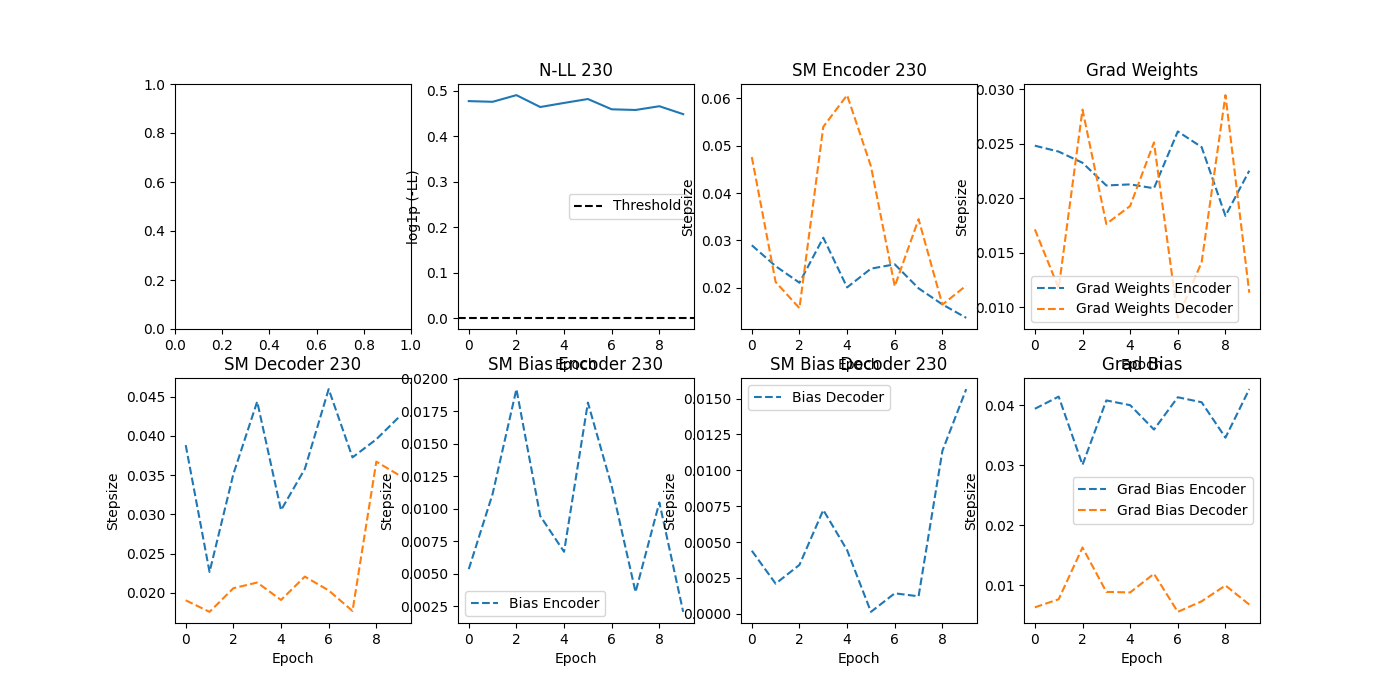 N-LL 230
SM Encoder 230
Grad Weights
1.0
0.8
0.6
0.4
0.2
0.0
0.0 0.2 0.4 0.6 0.8 1.0
log1p (-LL)
0.5
0.4
0.3
0.2
0.1
0.0
Threshold
0 2 4 6 8
Epoch
Stepsize
0.06
0.05
0.04
0.03
0.02
0 2 4 6 8
Epoch
Stepsize
0.030
0.025
0.020
0.015
0.010
Grad Weights Encoder
Grad Weights Decoder
0 2 4 6 8
Epoch
SM Decoder 230
SM Bias Encoder 230
SM Bias Decoder 230
Grad Bias
Stepsize
0.045
0.040
0.035
0.030
0.025
0.020
0 2 4 6 8
Epoch
Stepsize
0.0200
0.0175
0.0150
0.0125
0.0100
0.0075
0.0050
0.0025
Bias Encoder
0 2 4 6 8
Epoch
Stepsize
0.0150
0.0125
0.0100
0.0075
0.0050
0.0025
0.0000
Bias Decoder
0 2 4 6 8
Epoch
Stepsize
0.04
0.03
0.02
0.01
Grad Bias Encoder
Grad Bias Decoder
0 2 4 6 8
Epoch